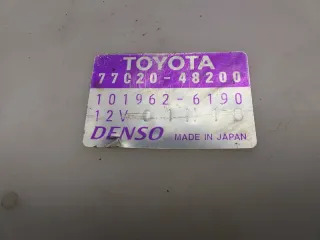 TOYOTA
77020-48200
101962-6190
12V
DENSO MADE IN JAPAN